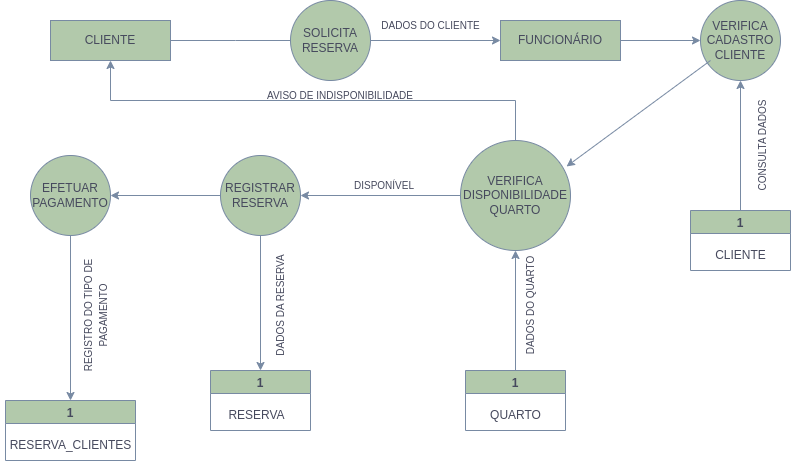 CLIENTE
SOLICITA
RESERVA
DADOS DO CLIENTE
FUNCIONÁRIO
VERIFICA
CADASTRO
CLIENTE
AVISO DE INDISPONIBILIDADE
CONSULTA DADOS
EFETUAR
PAGAMENTO
REGISTRAR
RESERVA
DISPONÍVEL
VERIFICA
DISPONIBILIDADE
QUARTO
1
CLIENTE
REGISTRO DO TIPO DE
PAGAMENTO
DADOS DA RESERVA
DADOS DO QUARTO
1
RESERVA_CLIENTES
1
RESERVA
1
QUARTO